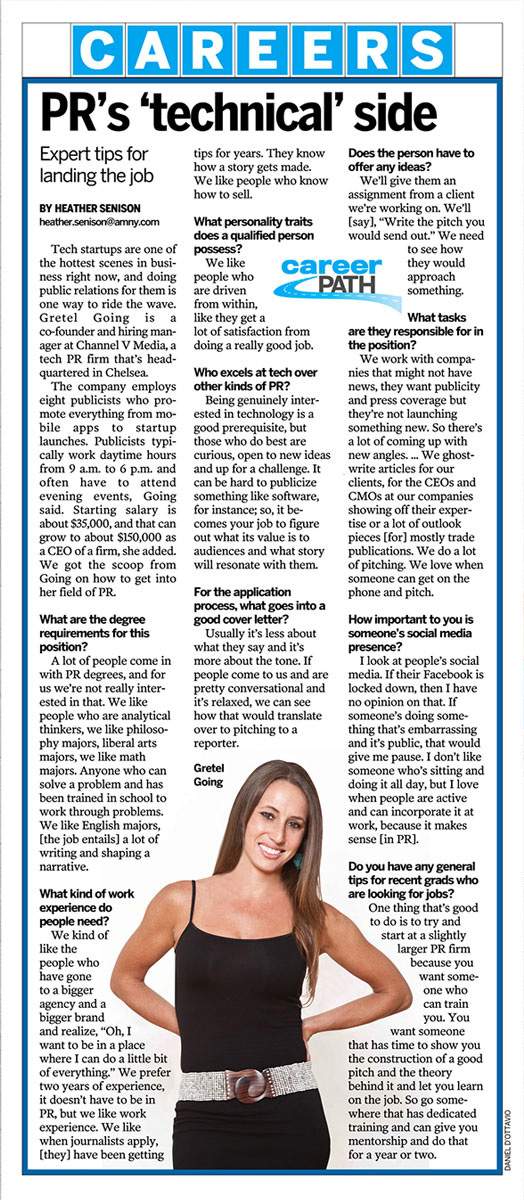 CAREERS
PR's 'technical' side
Expert tips for
landing the job
BY HEATHER SENISON
heather.senison@amny.com
Tech startups are one of
the hottest scenes in busi-
ness right now, and doing
public relations for them is
one way to ride the wave.
Gretel Going is a
co-founder and hiring man-
ager at Channel V Media, a
tech PR firm that's head-
quartered in Chelsea.
The company employs
eight publicists who pro-
mote everything from mo-
bile apps to startup
launches. Publicists typi-
cally work daytime hours
from 9 a.m. to 6 p.m. and
often have to attend
evening events, Going
said. Starting salary is
about $35,000, and that can
grow to about $150,000 as
a CEO of a firm, she added.
We got the scoop from
Going on how to get into
her field of PR.
What are the degree
requirements for this
position?
A lot of people come in
with PR degrees, and for
us we're not really inter-
ested in that. We like
people who are analytical
thinkers, we like philoso-
phy majors, liberal arts
majors, we like math
majors. Anyone who can
solve a problem and has
been trained in school to
work through problems.
We like English majors,
[the job entails] a lot of
writing and shaping a
narrative.
What kind of work
experience do
people need?
We kind of
like the
people who
have gone
to a bigger
agency and a
bigger brand
and realize, "Oh, I
want to be in a place
where I can do a little bit
of everything." We prefer
two years of experience,
it doesn't have to be in
PR, but we like work
experience. We like
when journalists apply,
[they] have been getting
tips for years. They know
how a story gets made.
We like people who know
how to sell.
What personality traits
does a qualified person
possess?
We like
people who
are driven
from within,
like they get a
lot of satisfaction from
doing a really good job.
Who excels at tech over
other kinds of PR?
Being genuinely inter-
ested in technology is a
good prerequisite, but
those who do best are
curious, open to new ideas
and up for a challenge. It
can be hard to publicize
something like software,
for instance; so, it be-
comes your job to figure
out what its value is to
audiences and what story
will resonate with them.
For the application
process, what goes into a
good cover letter?
Usually it's less about
what they say and it's
more about the tone. If
people come to us and are
pretty conversational and
it's relaxed, we can see
how that would translate
over to pitching to a
reporter.
Gretel
Going
career
PATH
Does the person have to
offer any ideas?
We'll give them an
assignment from a client
we're working on. We'll
[say], "Write the pitch you
would send out." We need
to see how
they would
approach
something.
What tasks
are they responsible for in
the position?
We work with compa-
nies that might not have
news, they want publicity
and press coverage but
they're not launching
something new. So there's
a lot of coming up with
new angles. ... We ghost-
write articles for our
clients, for the CEOs and
CMOs at our companies
showing off their exper-
tise or a lot of outlook
pieces [for] mostly trade
publications. We do a lot
of pitching. We love when
someone can get on the
phone and pitch.
How important to you is
someone's social media
presence?
I look at people's social
media. If their Facebook is
locked down, then I have
no opinion on that. If
someone's doing some-
thing that's embarrassing
and it's public, that would
give me pause. I don't like
someone who's sitting and
doing it all day, but I love
when people are active
and can incorporate it at
work, because it makes
sense [in PR].
Do you have any general
tips for recent grads who
are looking for jobs?
One thing that's good
to do is to try and
start at a slightly
larger PR firm
because you
want some-
one who
can train
you. You
want someone
that has time to show you
the construction of a good
pitch and the theory
behind it and let you learn
on the job. So go some-
where that has dedicated
training and can give you
mentorship and do that
for a year or two.
DANIEL D'OTTAVIO